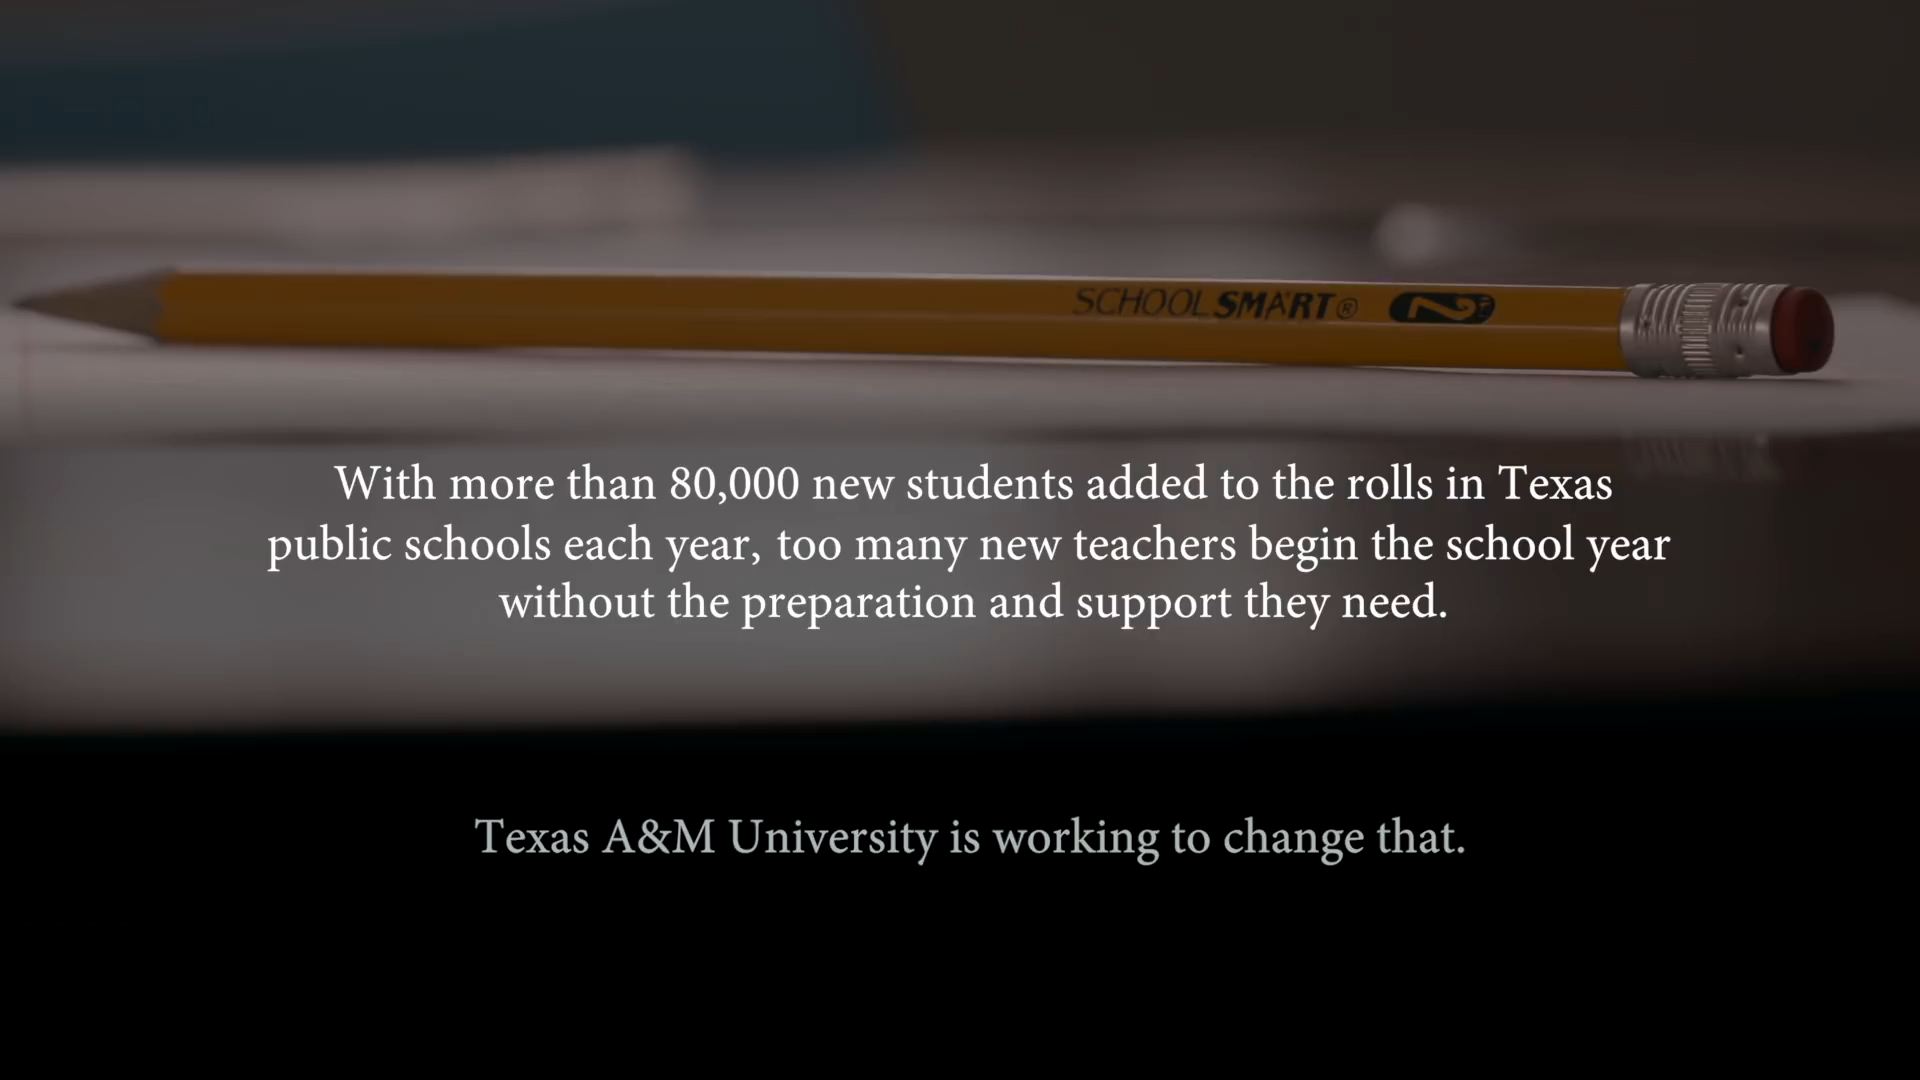 SCHOOL SMART® 2
With more than 80,000 new students added to the rolls in Texas
public schools each year, too many new teachers begin the school year
without the preparation and support they need.
Texas A&M University is working to change that.